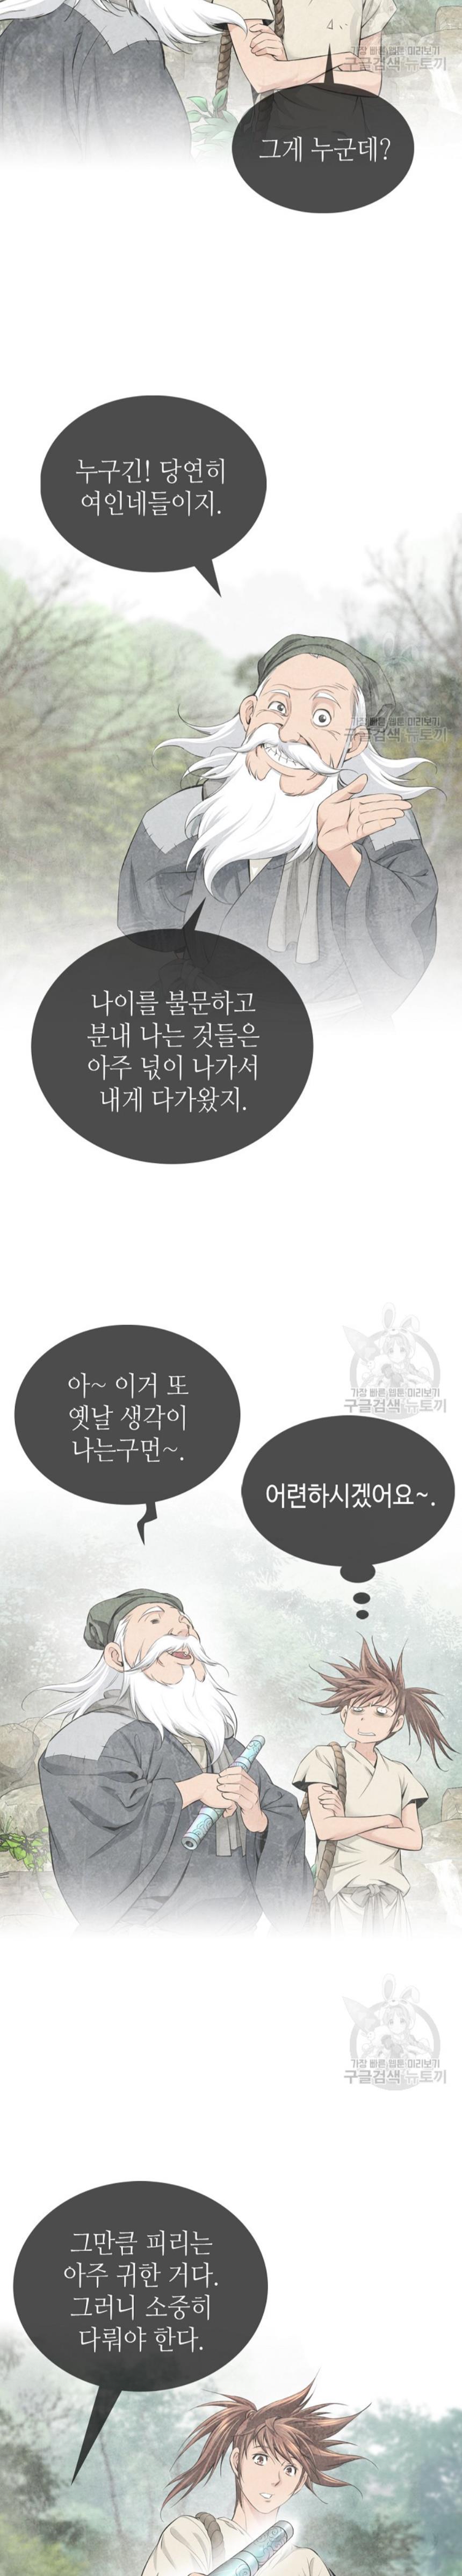 가장 빠른 웹툰 미리보기
구글검색 뉴토끼
그게 누군데?
누구긴! 당연히
여인네들이지.
가장 빠른 웹툰 미리보기
구글검색 뉴토끼
나이를 불문하고
분내 나는 것들은
아주 넋이 나가서
내게 다가왔지.
아~ 이거 또
옛날 생각이
나는구먼~.
가장 빠른 웹툰 미리보기
구글검색 뉴토끼
어련하시겠어요~.
가장 빠른 웹툰 미리보기
구글검색 뉴토끼
그만큼 피리는
아주 귀한 거다.
그러니 소중히
다뤄야 한다.